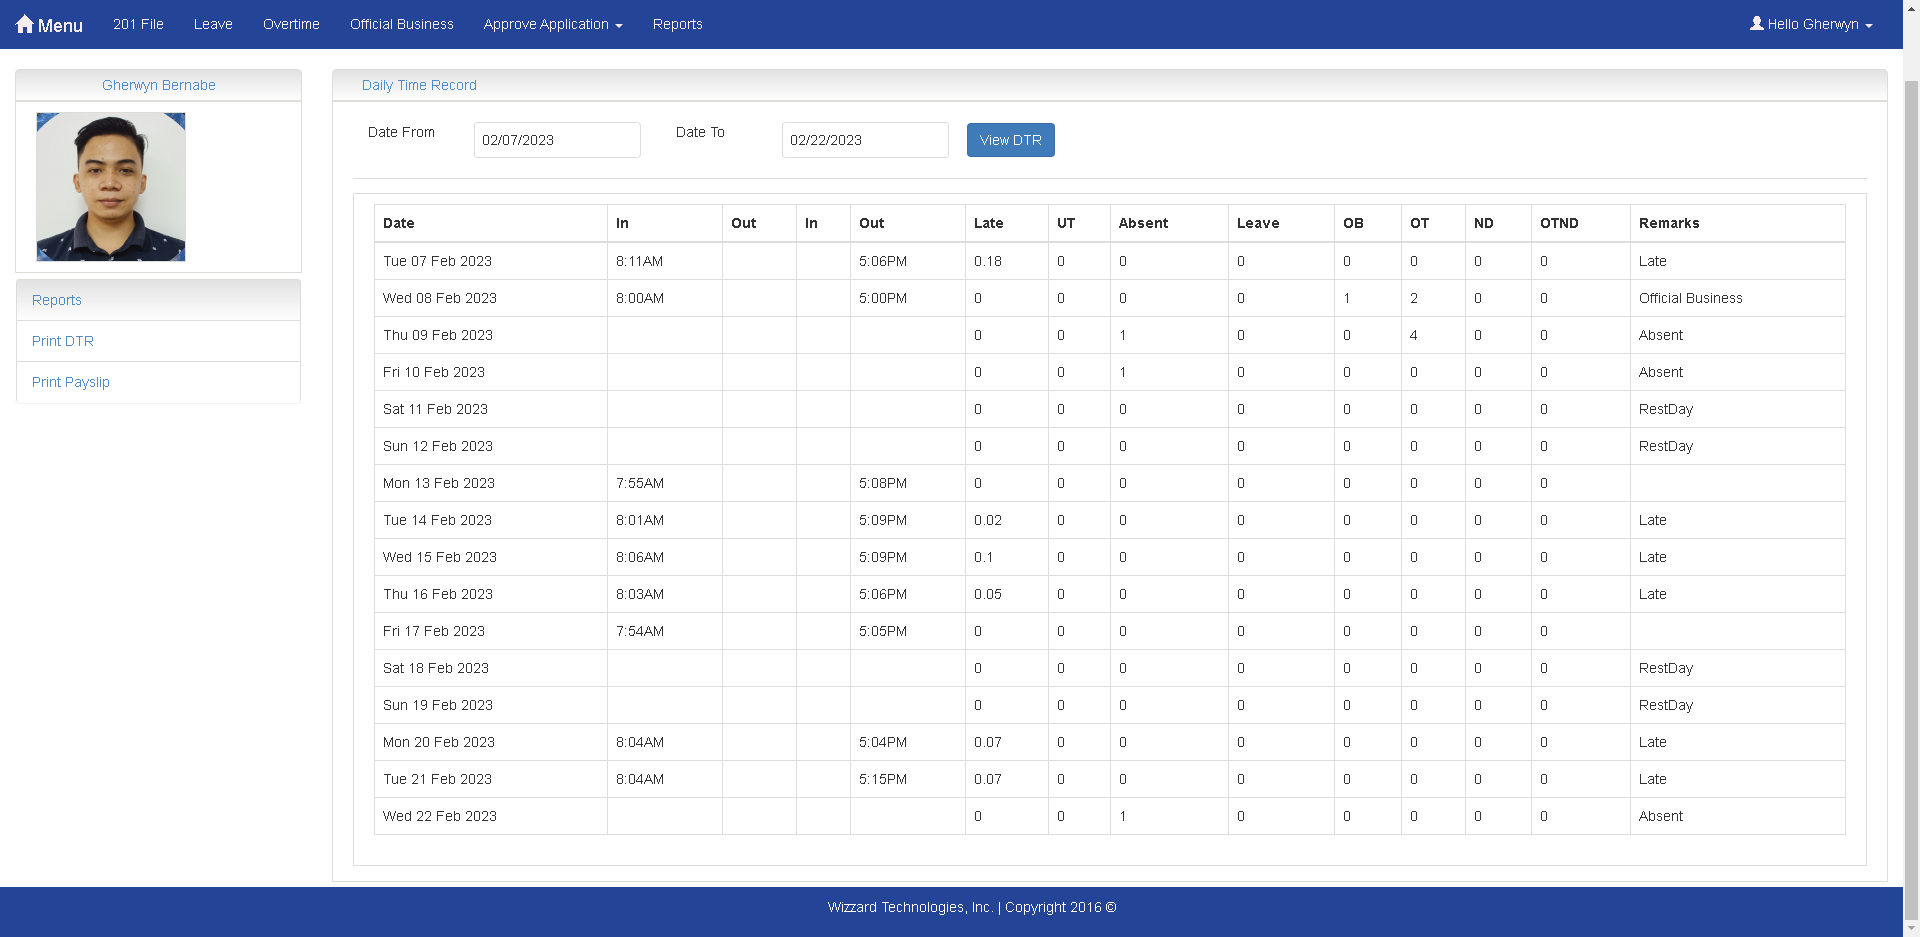 Menu 201 File Leave Overtime Official Business Approve Application Reports Hello Gherwyn
Gherwyn Bernabe
Reports
Print DTR
Print Payslip
Daily Time Record
Date From 02/07/2023 Date To 02/22/2023 View DTR
Date In Out In Out Late UT Absent Leave OB OT ND OTND Remarks
Tue 07 Feb 2023 8:11AM 5:06PM 0.18 0 0 0 0 0 0 0 Late
Wed 08 Feb 2023 8:00AM 5:00PM 0 0 0 0 1 2 0 0 Official Business
Thu 09 Feb 2023 0 0 1 0 0 4 0 0 Absent
Fri 10 Feb 2023 0 0 1 0 0 0 0 0 Absent
Sat 11 Feb 2023 0 0 0 0 0 0 0 0 RestDay
Sun 12 Feb 2023 0 0 0 0 0 0 0 0 RestDay
Mon 13 Feb 2023 7:55AM 5:08PM 0 0 0 0 0 0 0 0
Tue 14 Feb 2023 8:01AM 5:09PM 0.02 0 0 0 0 0 0 0 Late
Wed 15 Feb 2023 8:06AM 5:09PM 0.1 0 0 0 0 0 0 0 Late
Thu 16 Feb 2023 8:03AM 5:06PM 0.05 0 0 0 0 0 0 0 Late
Fri 17 Feb 2023 7:54AM 5:05PM 0 0 0 0 0 0 0 0
Sat 18 Feb 2023 0 0 0 0 0 0 0 0 RestDay
Sun 19 Feb 2023 0 0 0 0 0 0 0 0 RestDay
Mon 20 Feb 2023 8:04AM 5:04PM 0.07 0 0 0 0 0 0 0 Late
Tue 21 Feb 2023 8:04AM 5:15PM 0.07 0 0 0 0 0 0 0 Late
Wed 22 Feb 2023 0 0 1 0 0 0 0 0 Absent
Wizzard Technologies, Inc. | Copyright 2016 ©